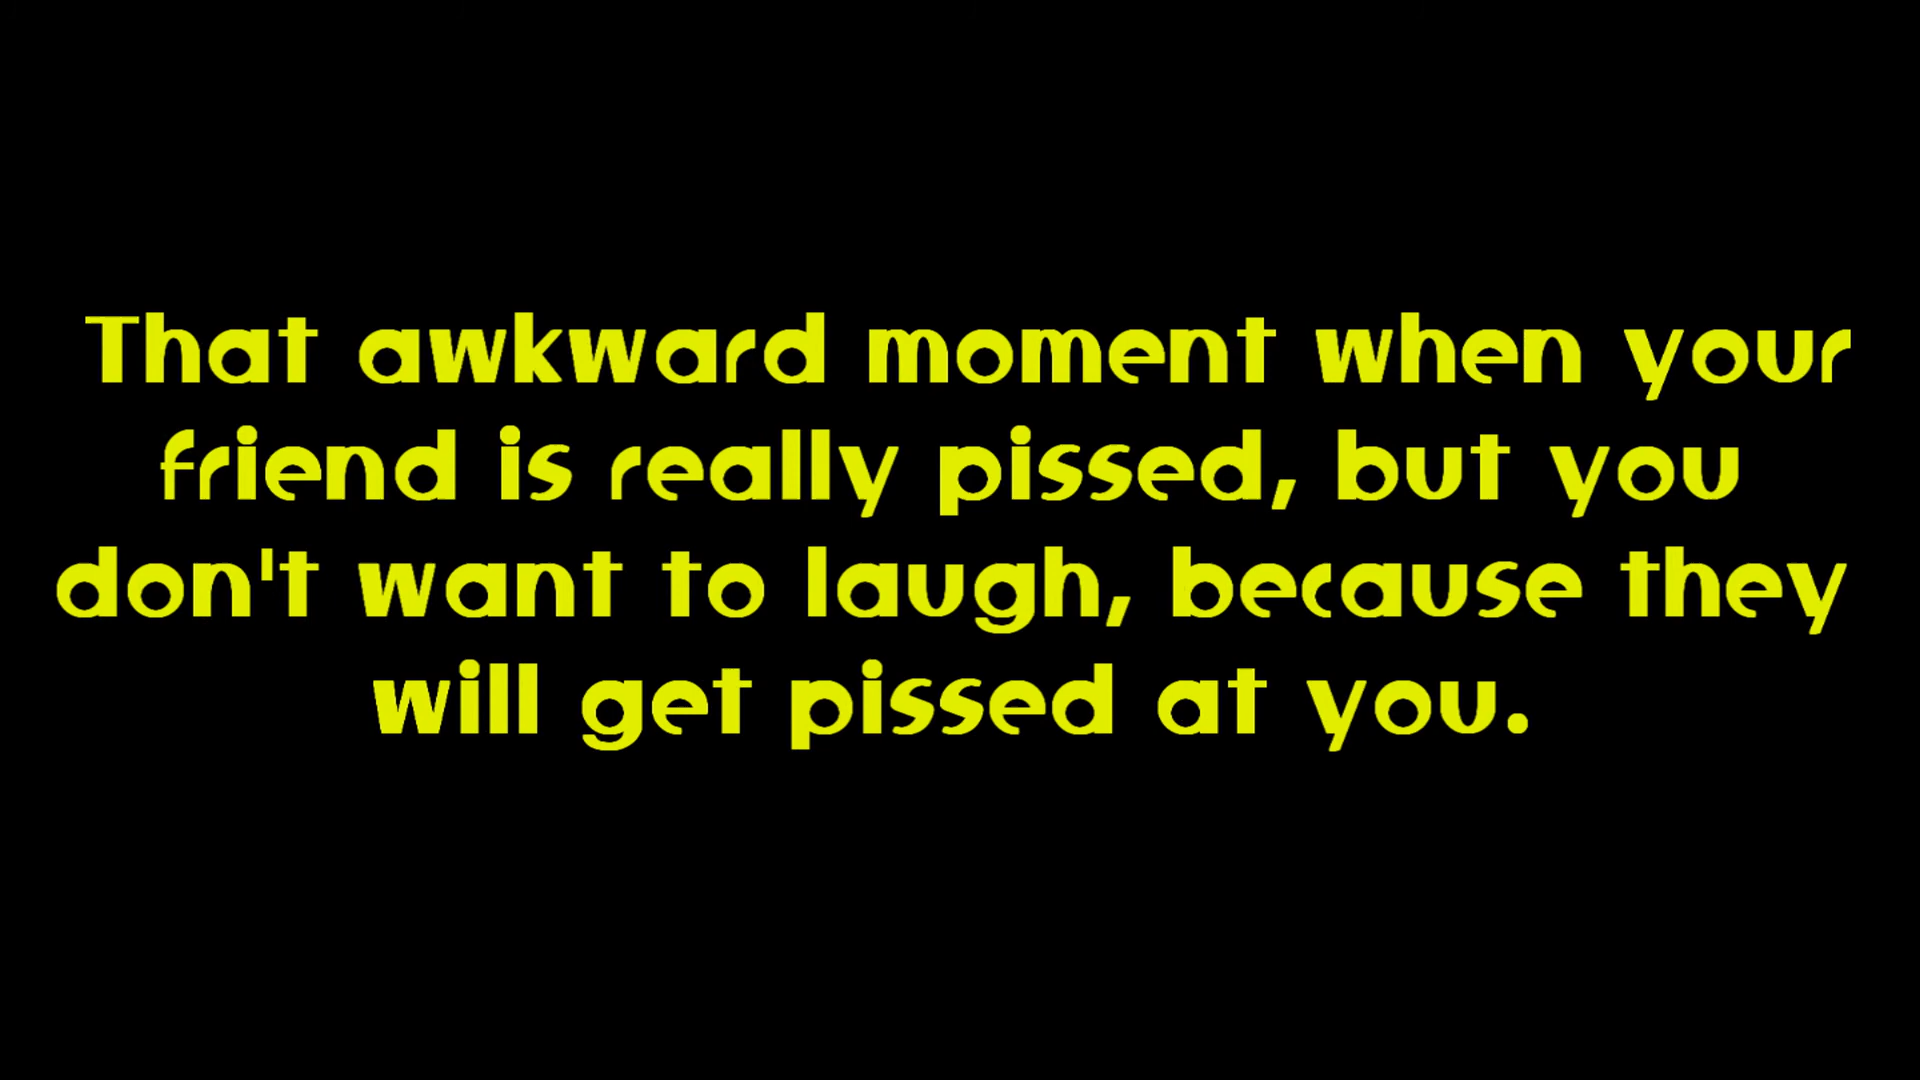 That awkward moment when your
friend is really pissed, but you
don't want to laugh, because they
will get pissed at you.